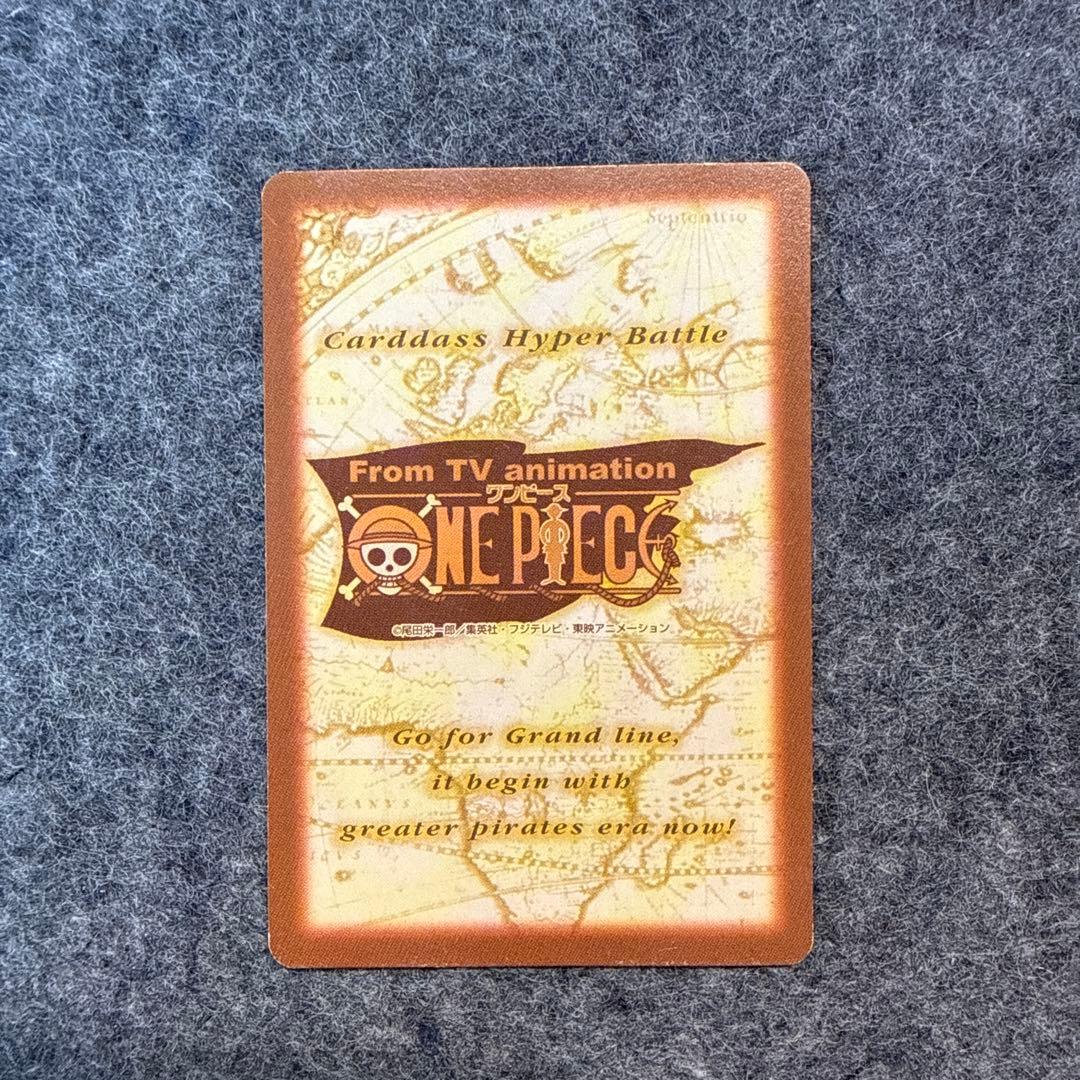 Septentrio
Carddass Hyper Battle
From TV animation
ワンピース
ONE PIECE
©尾田栄一郎/集英社・フジテレビ・東映アニメーション
Go for Grand line,
it begin with
greater pirates era now!